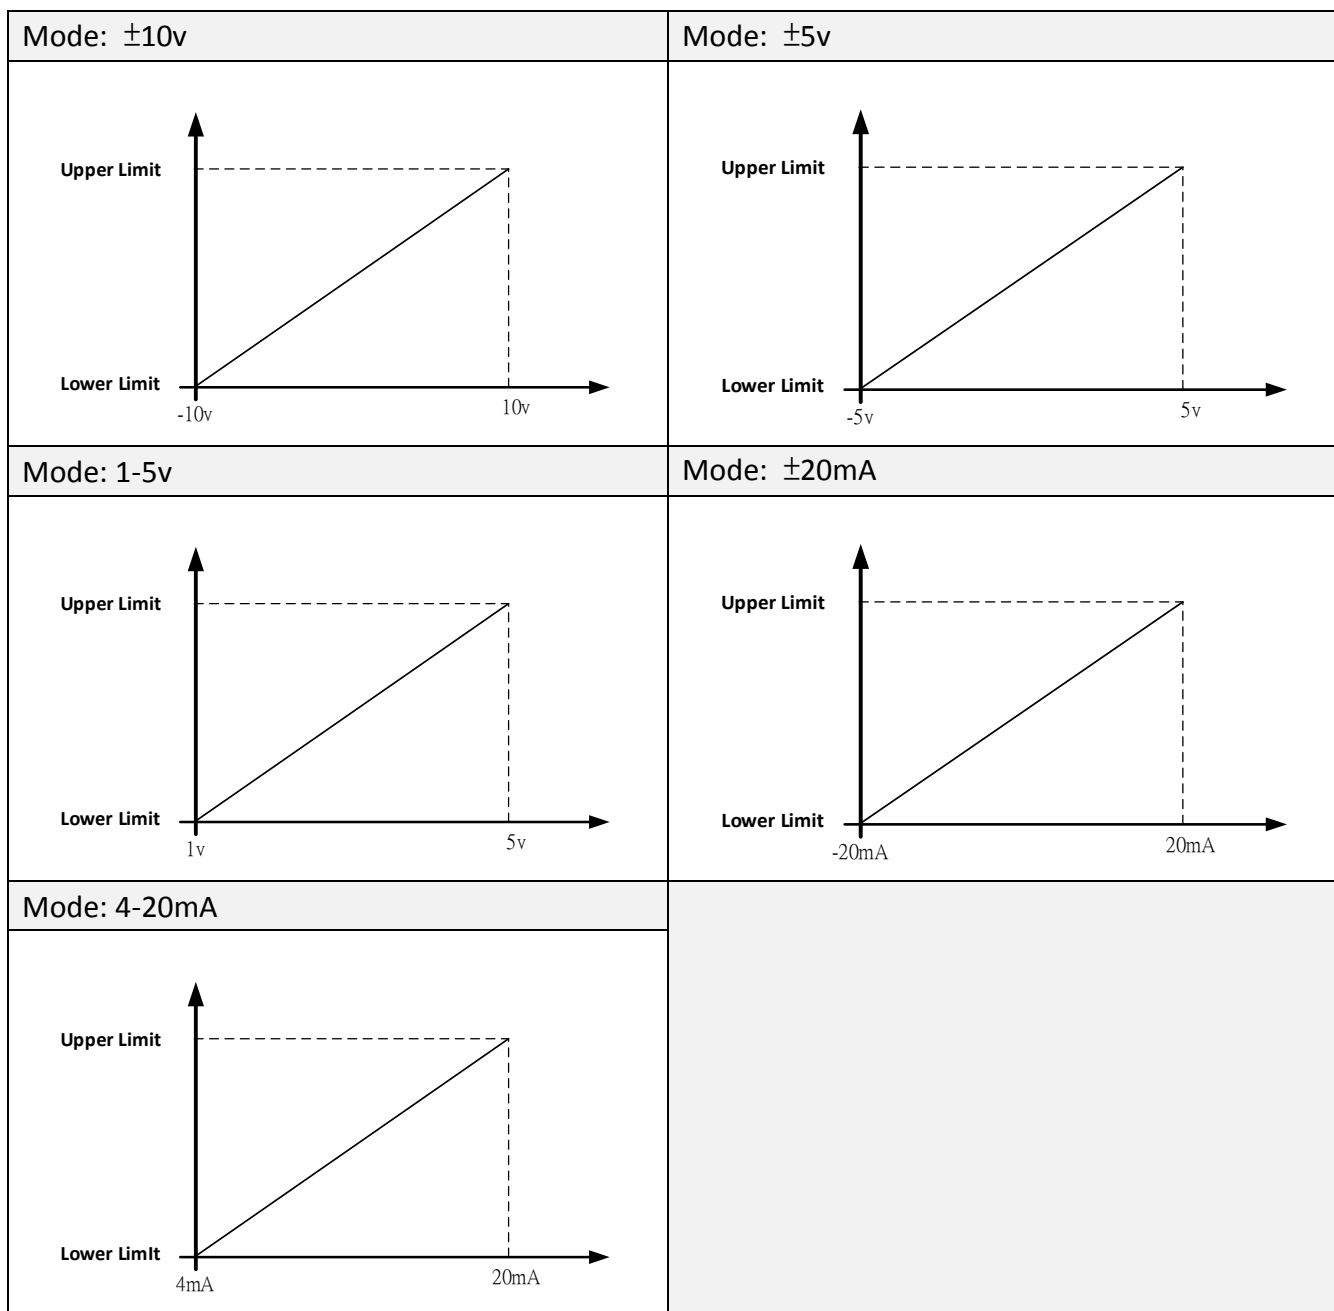 Mode: ±10v
Upper Limit
Lower Limit
-10v
10v
Mode: ±5v
Upper Limit
Lower Limit
-5v
5v
Mode: 1-5v
Upper Limit
Lower Limit
1v
5v
Mode: ±20mA
Upper Limit
Lower Limit
-20mA
20mA
Mode: 4-20mA
Upper Limit
Lower LimIt
4mA
20mA